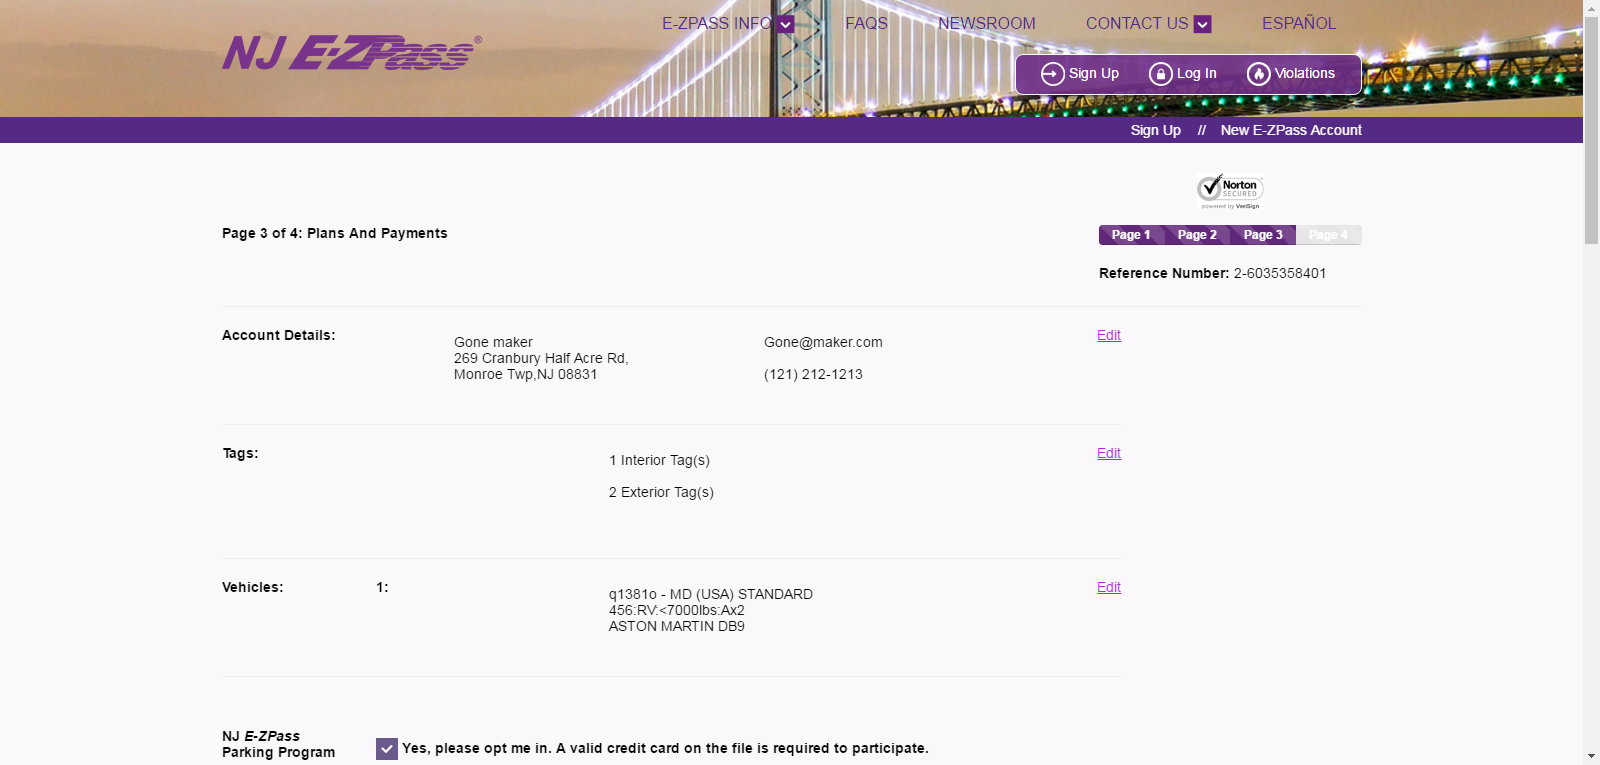 E-ZPASS INFO
FAQS
NEWSROOM
CONTACT US
ESPAÑOL
NJ E-ZPass®
Sign Up
Log In
Violations
Sign Up // New E-ZPass Account
Norton
SECURED
powered by VeriSign
Page 3 of 4: Plans And Payments
Page 1
Page 2
Page 3
Page 4
Reference Number: 2-6035358401
Account Details:
Gone maker
269 Cranbury Half Acre Rd,
Monroe Twp,NJ 08831
Gone@maker.com
(121) 212-1213
Edit
Tags:
1 Interior Tag(s)
2 Exterior Tag(s)
Edit
Vehicles:
1:
q1381o - MD (USA) STANDARD
456:RV:<7000lbs:Ax2
ASTON MARTIN DB9
Edit
NJ E-ZPass
Parking Program
Yes, please opt me in. A valid credit card on the file is required to participate.